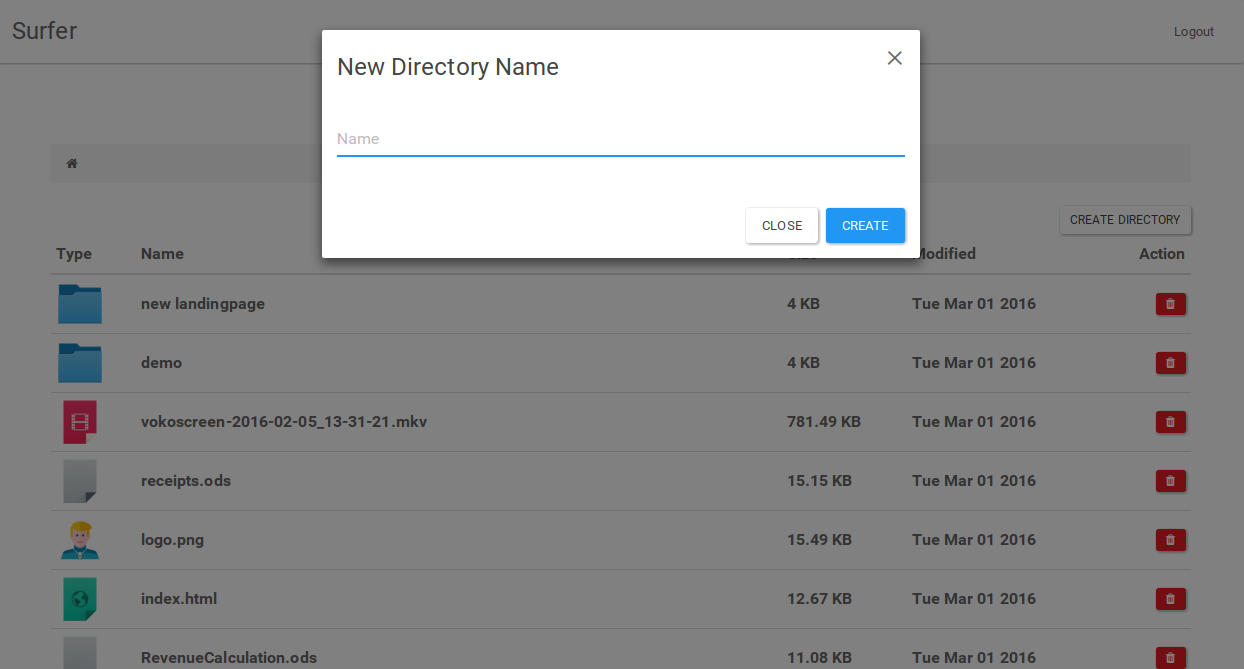 Surfer
Logout
New Directory Name
Name
CLOSE
CREATE
CREATE DIRECTORY
Type Name Modified Action
new landingpage 4 KB Tue Mar 01 2016
demo 4 KB Tue Mar 01 2016
vokoscreen-2016-02-05_13-31-21.mkv 781.49 KB Tue Mar 01 2016
receipts.ods 15.15 KB Tue Mar 01 2016
logo.png 15.49 KB Tue Mar 01 2016
index.html 12.67 KB Tue Mar 01 2016
RevenueCalculation.ods 11.08 KB Tue Mar 01 2016